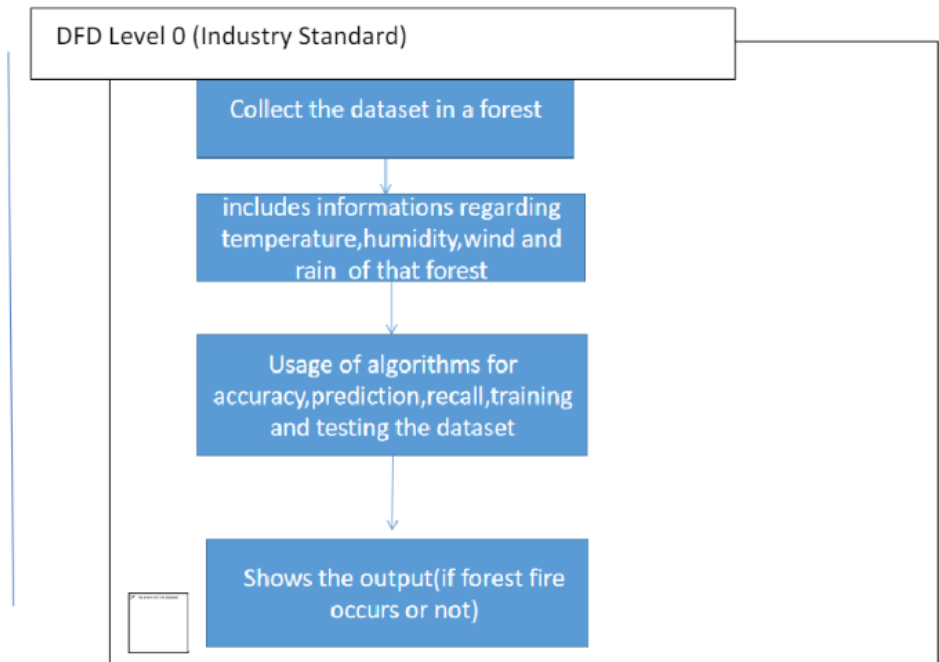 DFD Level 0 (Industry Standard)
Collect the dataset in a forest
includes informations regarding
temperature,humidity,wind and
rain of that forest
Usage of algorithms for
accuracy,prediction,recall,training
and testing the dataset
Shows the output(if forest fire
occurs or not)